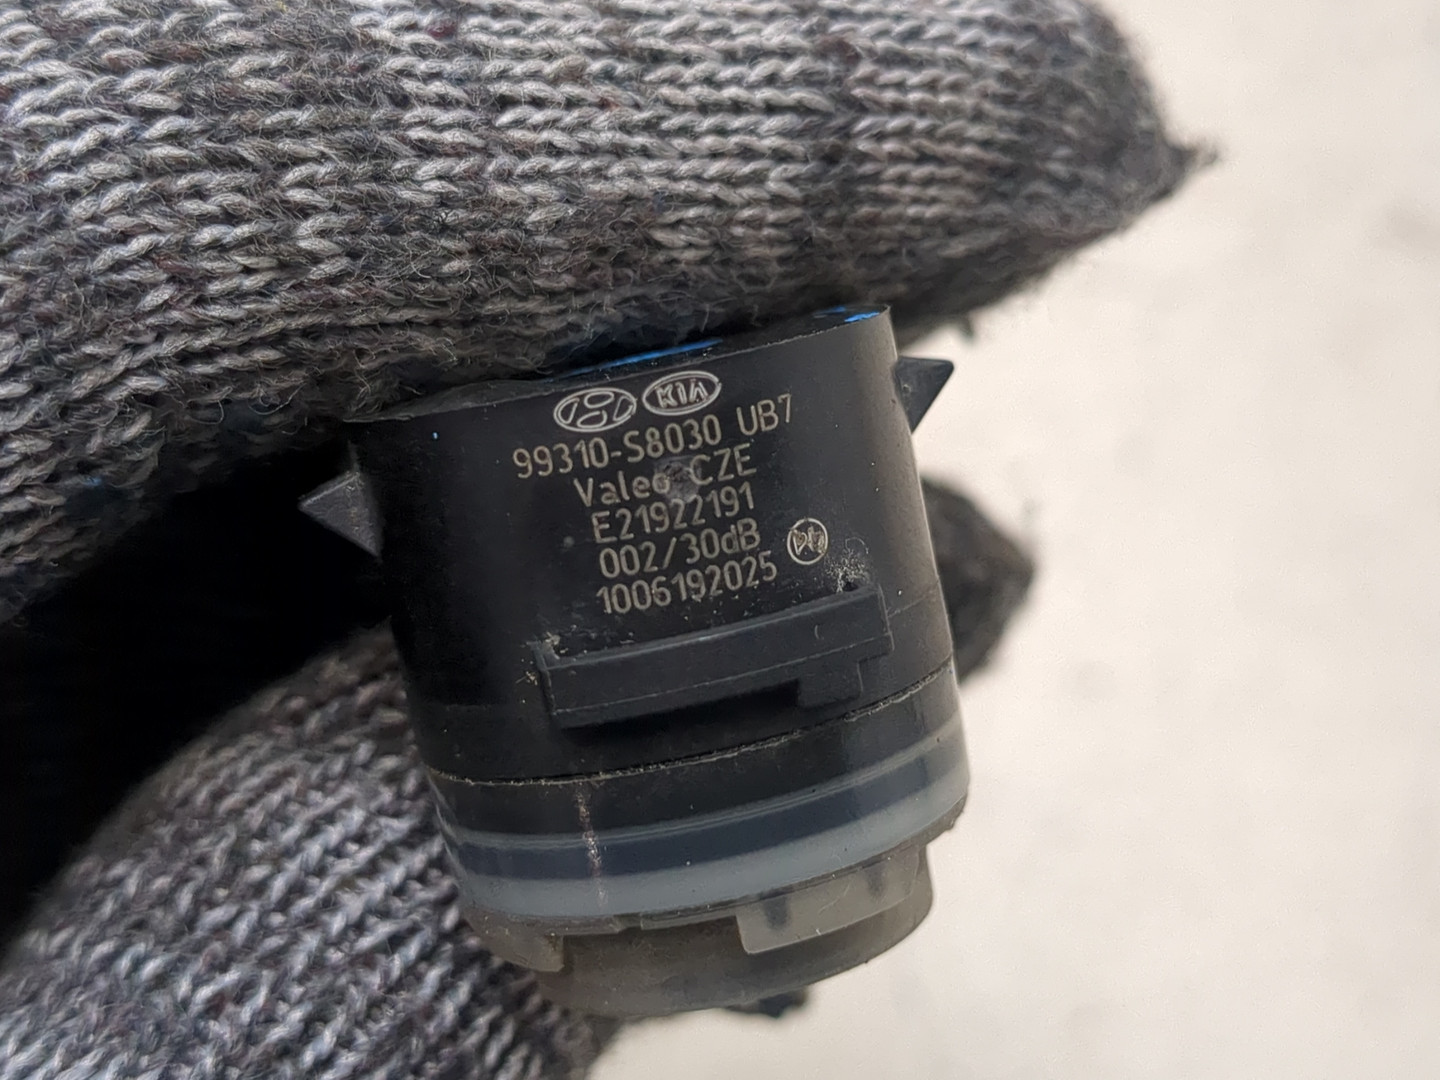 KIA
99310-S8030 UB7
Valeo CZE
E21922191
002/30dB
1006192025